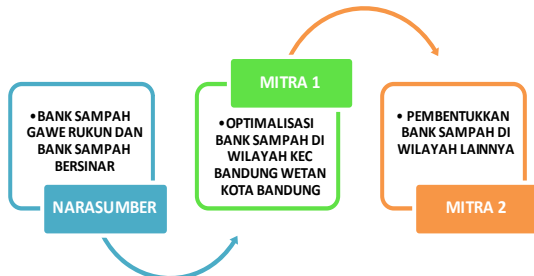 •BANK SAMPAH
GAWE RUKUN DAN
BANK SAMPAH
BERSINAR
NARASUMBER
MITRA 1
•OPTIMALISASI
BANK SAMPAH DI
WILAYAH KEC
BANDUNG WETAN
KOTA BANDUNG
• PEMBENTUKKAN
BANK SAMPAH DI
WILAYAH LAINNYA
MITRA 2